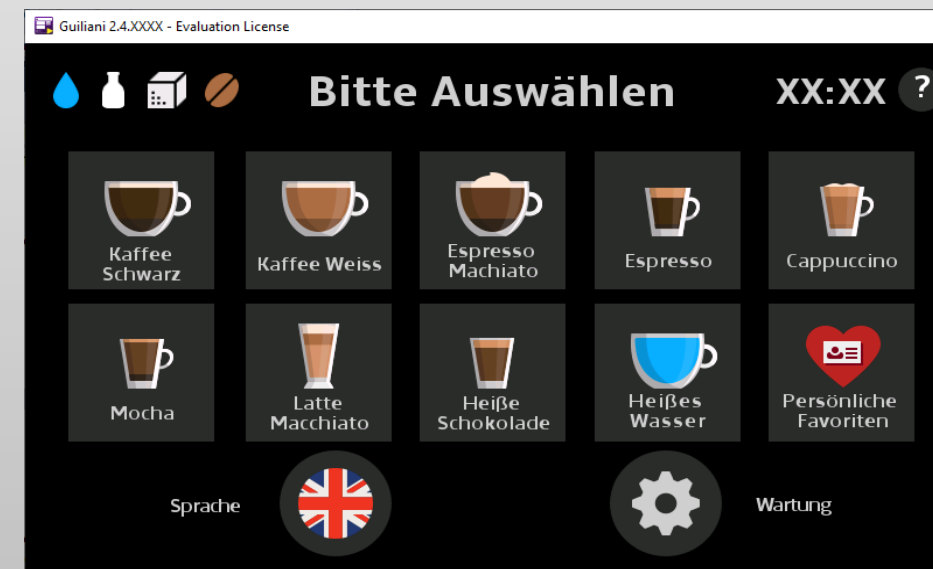 Guiliani 2.4.XXXX - Evaluation License
Bitte Auswählen
XX:XX
?
Kaffee
Schwarz
Kaffee Weiss
Espresso
Machiato
Espresso
Cappuccino
Mocha
Latte
Macchiato
Heiße
Schokolade
Heißes
Wasser
Persönliche
Favoriten
Sprache
Wartung